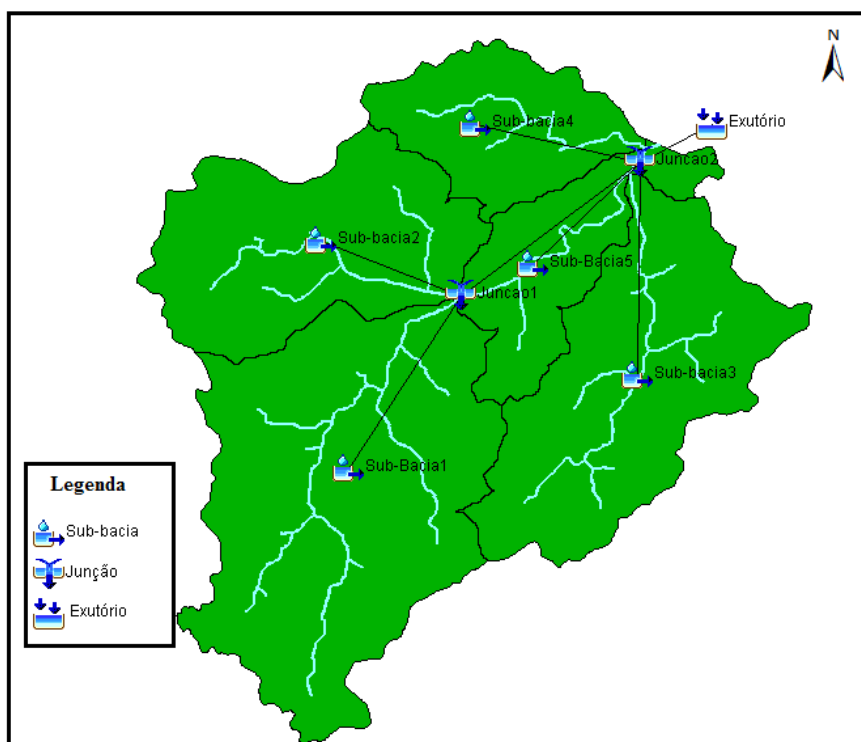 N
Sub-bacia4
Exutório
Juncao2
Sub-bacia2
Sub-Bacia5
Juncao1
Sub-bacia3
Sub-Bacia1
Legenda
Sub-bacia
Junção
Exutório